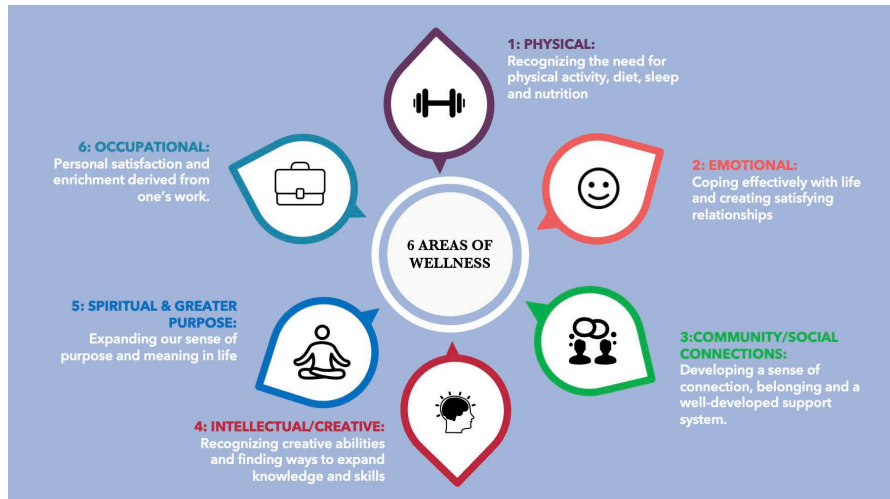 1: PHYSICAL:
Recognizing the need for
physical activity, diet, sleep
and nutrition
2: EMOTIONAL:
Coping effectively with life
and creating satisfying
relationships
3:COMMUNITY/SOCIAL
CONNECTIONS:
Developing a sense of
connection, belonging and a
well-developed support
system.
4: INTELLECTUAL/CREATIVE:
Recognizing creative abilities
and finding ways to expand
knowledge and skills
5: SPIRITUAL & GREATER
PURPOSE:
Expanding our sense of
purpose and meaning in life
6: OCCUPATIONAL:
Personal satisfaction and
enrichment derived from
one's work.
6 AREAS OF
WELLNESS